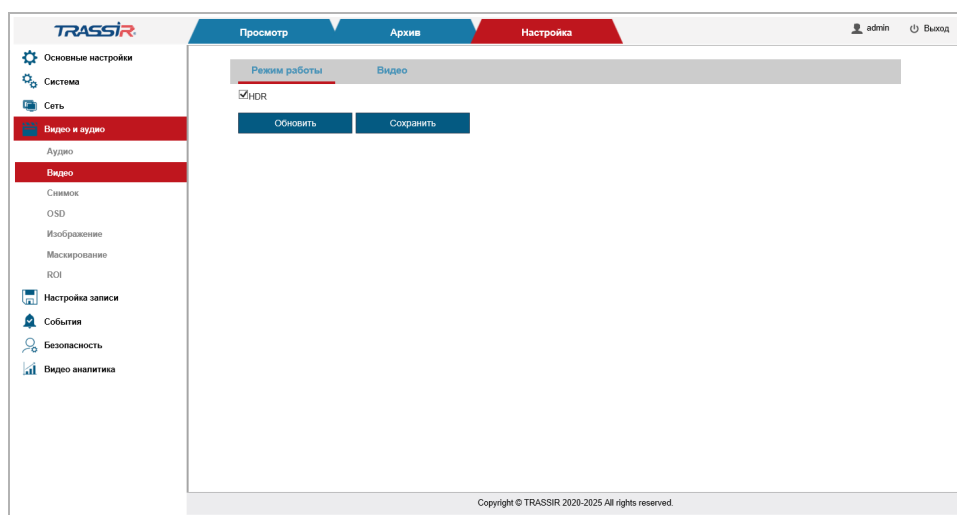 TRASSIR
Просмотр
Архив
Настройка
admin
Выход
Основные настройки
Система
Сеть
Видео и аудио
Аудио
Видео
Снимок
OSD
Изображение
Маскирование
ROI
Настройка записи
События
Безопасность
Видео аналитика
Режим работы
Видео
HDR
Обновить
Сохранить
Copyright © TRASSIR 2020-2025 All rights reserved.